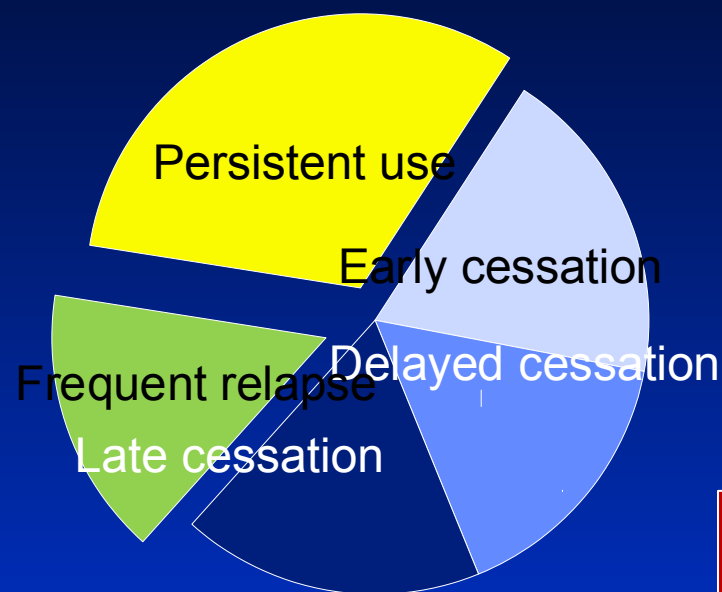 Persistent use
Early cessation
Delayed cessation
Frequent relapse
Late cessation